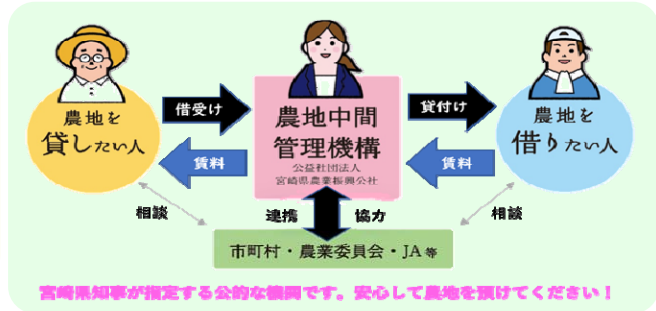 農地を
貸したい人
借受け
賃料
農地中間
管理機構
公益社団法人
宮崎県農業振興公社
貸付け
賃料
農地を
借りたい人
相談
連携
協力
相談
市町村・農業委員会・JA等
宮崎県知事が指定する公的な機関です。安心して農地を預けてください！